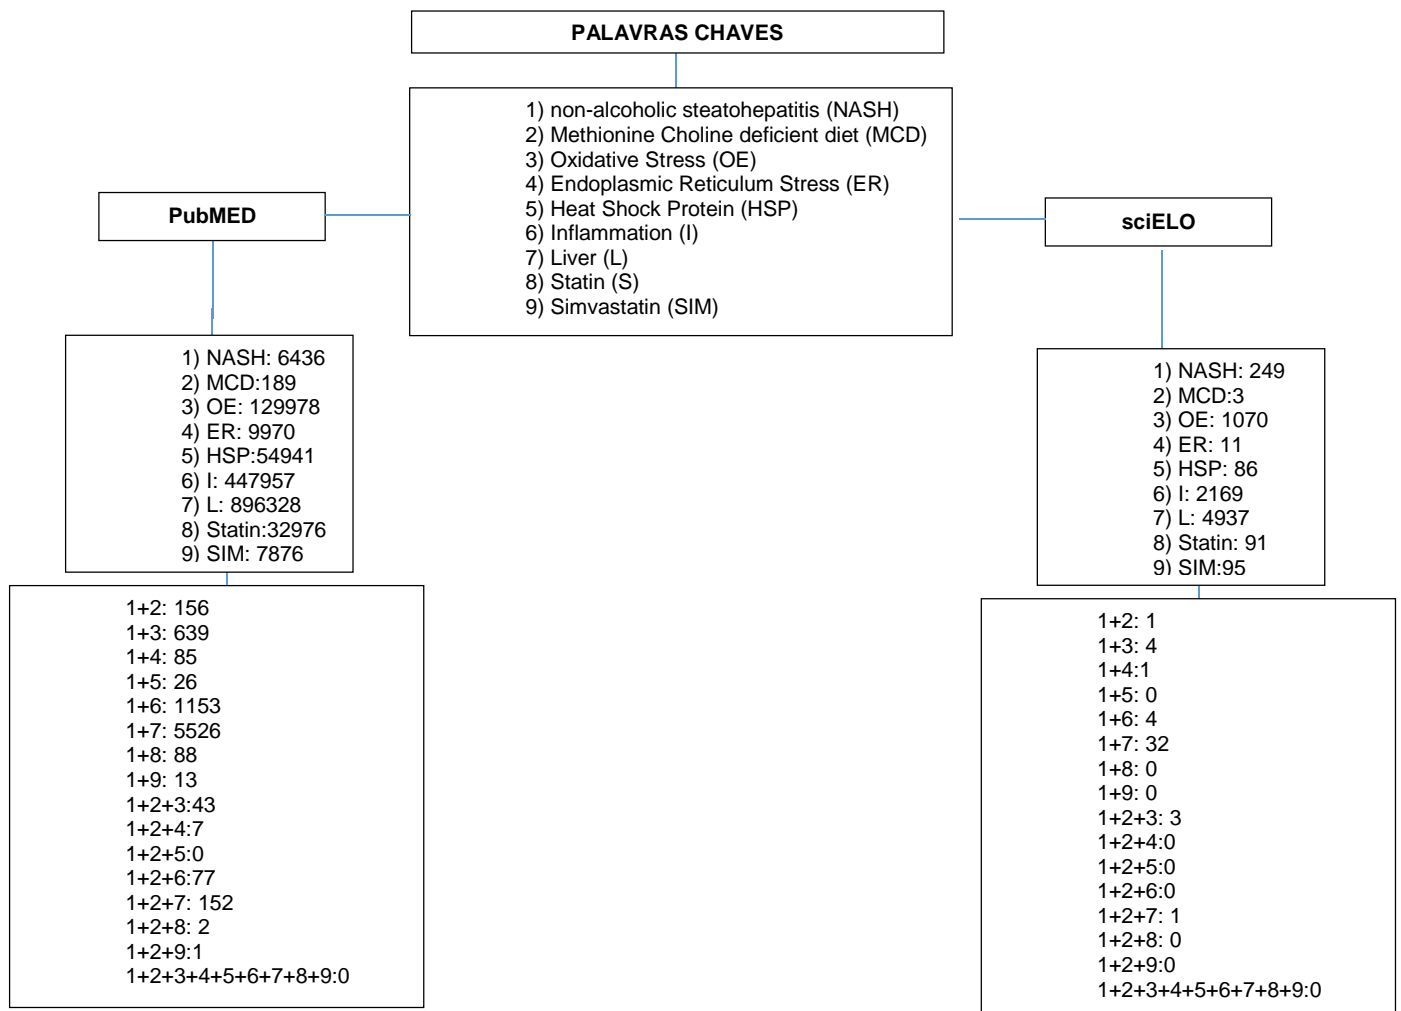 PALAVRAS CHAVES
1) non-alcoholic steatohepatitis (NASH)
2) Methionine Choline deficient diet (MCD)
3) Oxidative Stress (OE)
4) Endoplasmic Reticulum Stress (ER)
5) Heat Shock Protein (HSP)
6) Inflammation (I)
7) Liver (L)
8) Statin (S)
9) Simvastatin (SIM)
PubMED
1) NASH: 6436
2) MCD:189
3) OE: 129978
4) ER: 9970
5) HSP:54941
6) I: 447957
7) L: 896328
8) Statin:32976
9) SIM: 7876
1+2: 156
1+3: 639
1+4: 85
1+5: 26
1+6: 1153
1+7: 5526
1+8: 88
1+9: 13
1+2+3:43
1+2+4:7
1+2+5:0
1+2+6:77
1+2+7: 152
1+2+8: 2
1+2+9:1
1+2+3+4+5+6+7+8+9:0
sciELO
1) NASH: 249
2) MCD:3
3) OE: 1070
4) ER: 11
5) HSP: 86
6) I: 2169
7) L: 4937
8) Statin: 91
9) SIM:95
1+2: 1
1+3: 4
1+4:1
1+5: 0
1+6: 4
1+7: 32
1+8: 0
1+9: 0
1+2+3: 3
1+2+4:0
1+2+5:0
1+2+6:0
1+2+7: 1
1+2+8: 0
1+2+9:0
1+2+3+4+5+6+7+8+9:0